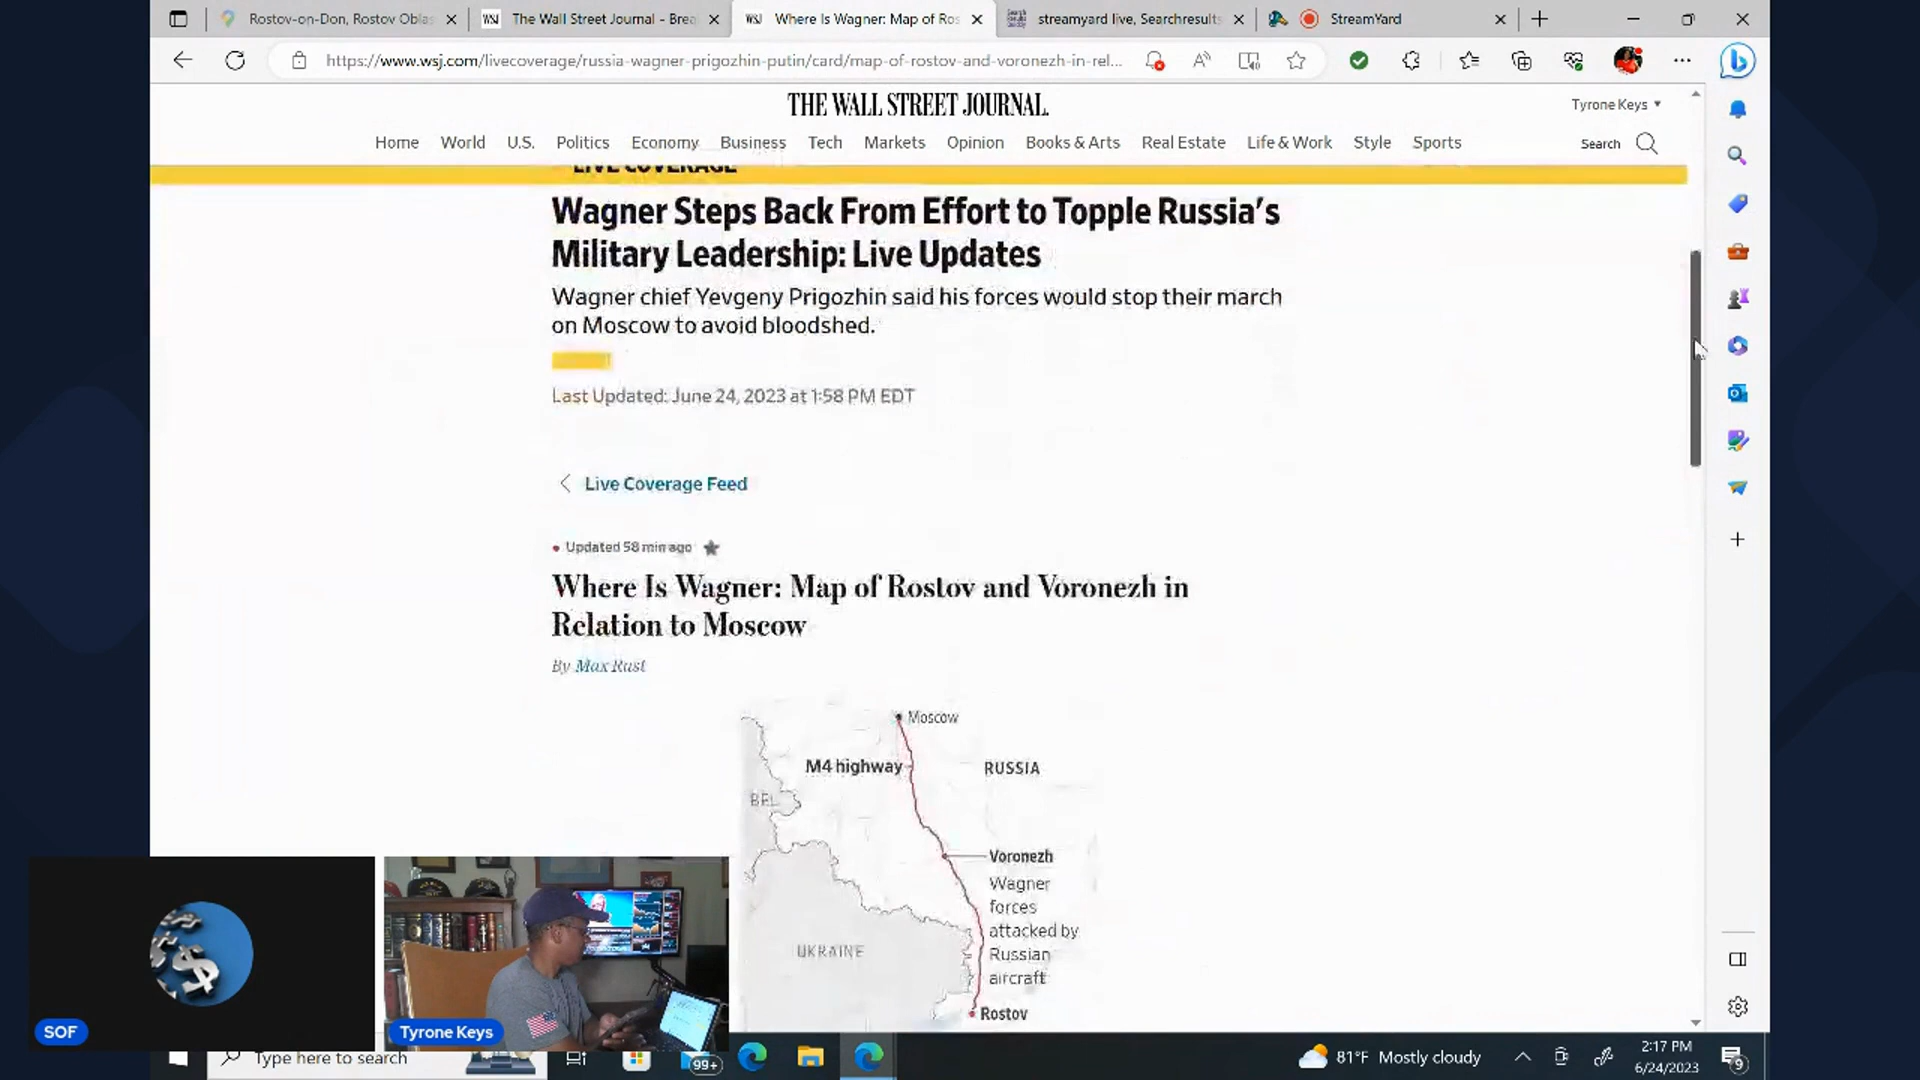 Rostov-on-Don, Rostov Oblas
WSJ
The Wall Street Journal - Brea
WSJ
Where Is Wagner: Map of Ros
streamyard live, Searchresults
StreamYard
https://www.wsj.com/livecoverage/russia-wagner-prigozhin-putin/card/map-of-rostov-and-voronezh-in-rel...
THE WALL STREET JOURNAL.
Tyrone Keys
Home World U.S. Politics Economy Business Tech Markets Opinion Books & Arts Real Estate Life & Work Style Sports
Search
LIVE COVERAGE
Wagner Steps Back From Effort to Topple Russia's
Military Leadership: Live Updates
Wagner chief Yevgeny Prigozhin said his forces would stop their march
on Moscow to avoid bloodshed.
Last Updated: June 24, 2023 at 1:58 PM EDT
Live Coverage Feed
Updated 58 min ago
Where Is Wagner: Map of Rostov and Voronezh in
Relation to Moscow
By Max Rust
Moscow
M4 highway
RUSSIA
BEL.
Voronezh
Wagner
forces
attacked by
Russian
aircraft
UKRAINE
Rostov
SOF
Tyrone Keys
Type here to search
99+
81°F Mostly cloudy
2:17 PM
6/24/2023
9